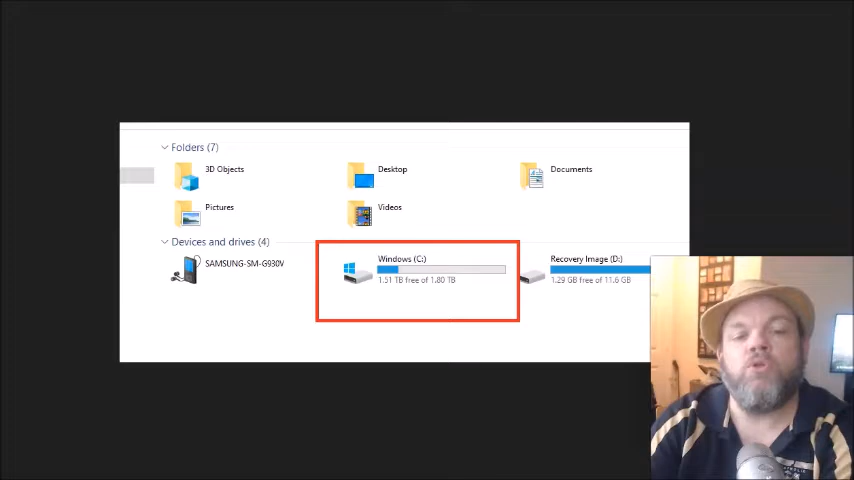 Folders (7)
3D Objects
Desktop
Documents
Pictures
Videos
Devices and drives (4)
SAMSUNG-SM-G930V
Windows (C:)
1.51 TB free of 1.80 TB
Recovery Image (D:)
1.29 GB free of 11.6 GB